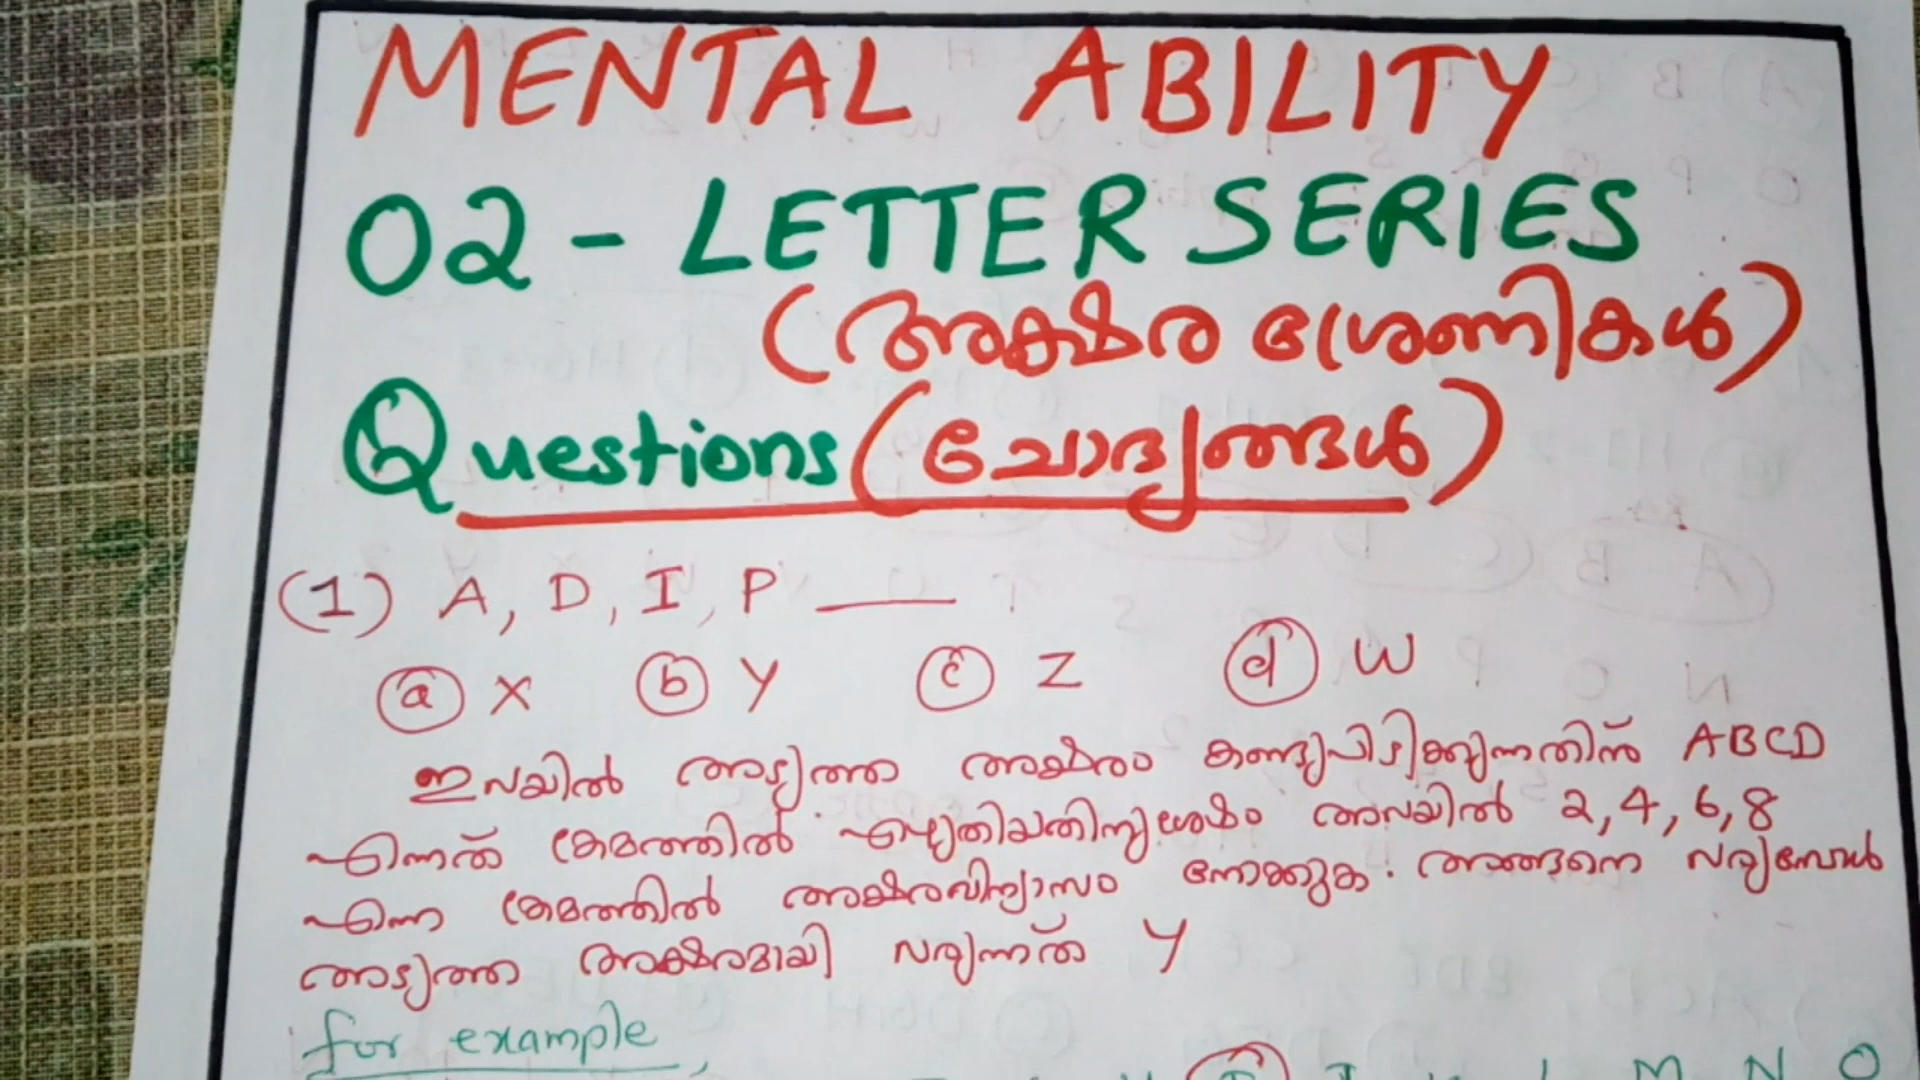 MENTAL ABILITY
02 - LETTER SERIES
(അക്ഷര ശ്രേണികൾ)
Questions (ചോദ്യങ്ങൾ)
(1) A, D, I, P ____
(a) X (b) Y (c) Z (d) W
ഇവയിൽ അടുത്ത അക്ഷരം കണ്ടുപിടിക്കുന്നതിന് ABCD
എന്നത് ക്രമത്തിൽ എഴുതിയതിനുശേഷം അവയിൽ 2, 4, 6, 8
എന്ന ക്രമത്തിൽ അക്ഷരവിന്യാസം നോക്കുക. അങ്ങനെ വരുമ്പോൾ
അടുത്ത അക്ഷരമായി വരുന്നത് Y
for example,
M N O